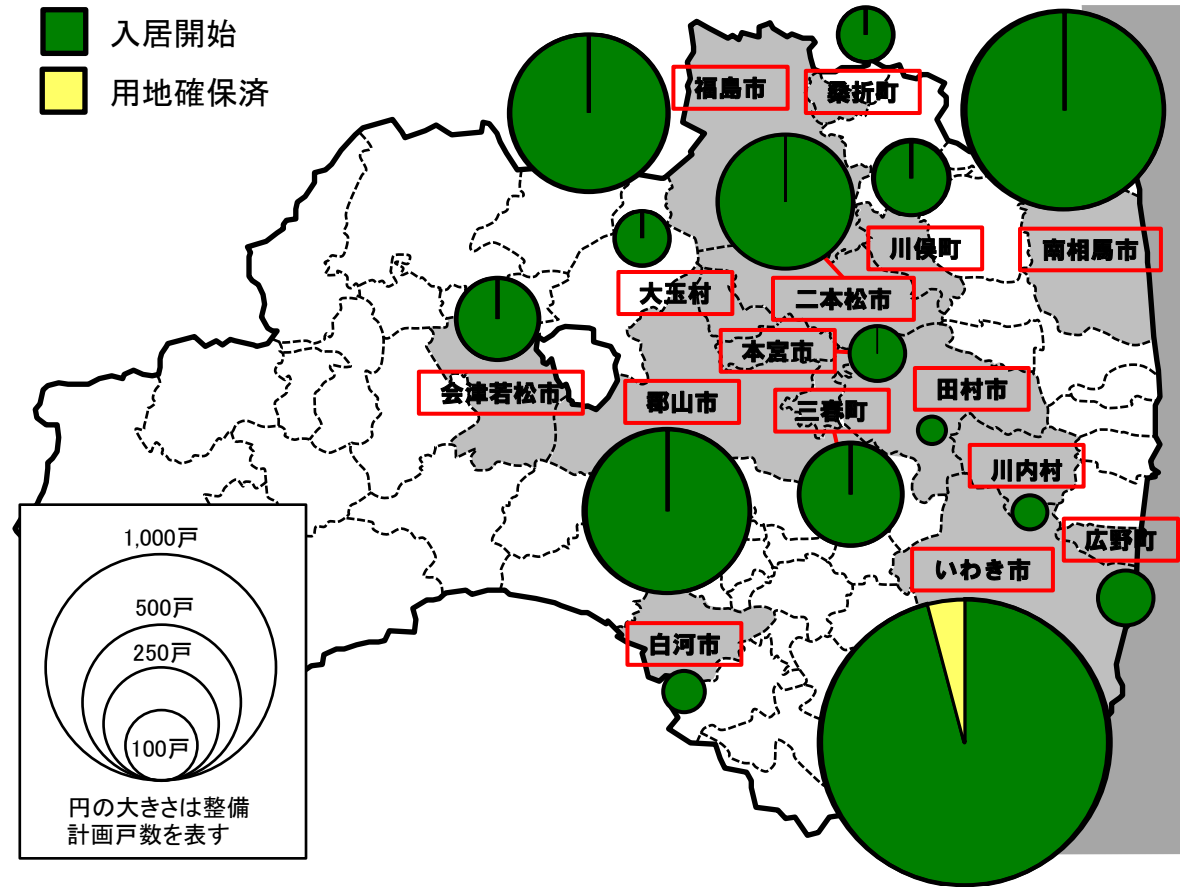 入居開始
用地確保済
福島市
桑折町
川俣町
南相馬市
大玉村
二本松市
本宮市
会津若松市
郡山市
三春町
田村市
川内村
広野町
いわき市
白河市
1,000戸
500戸
250戸
100戸
円の大きさは整備
計画戸数を表す